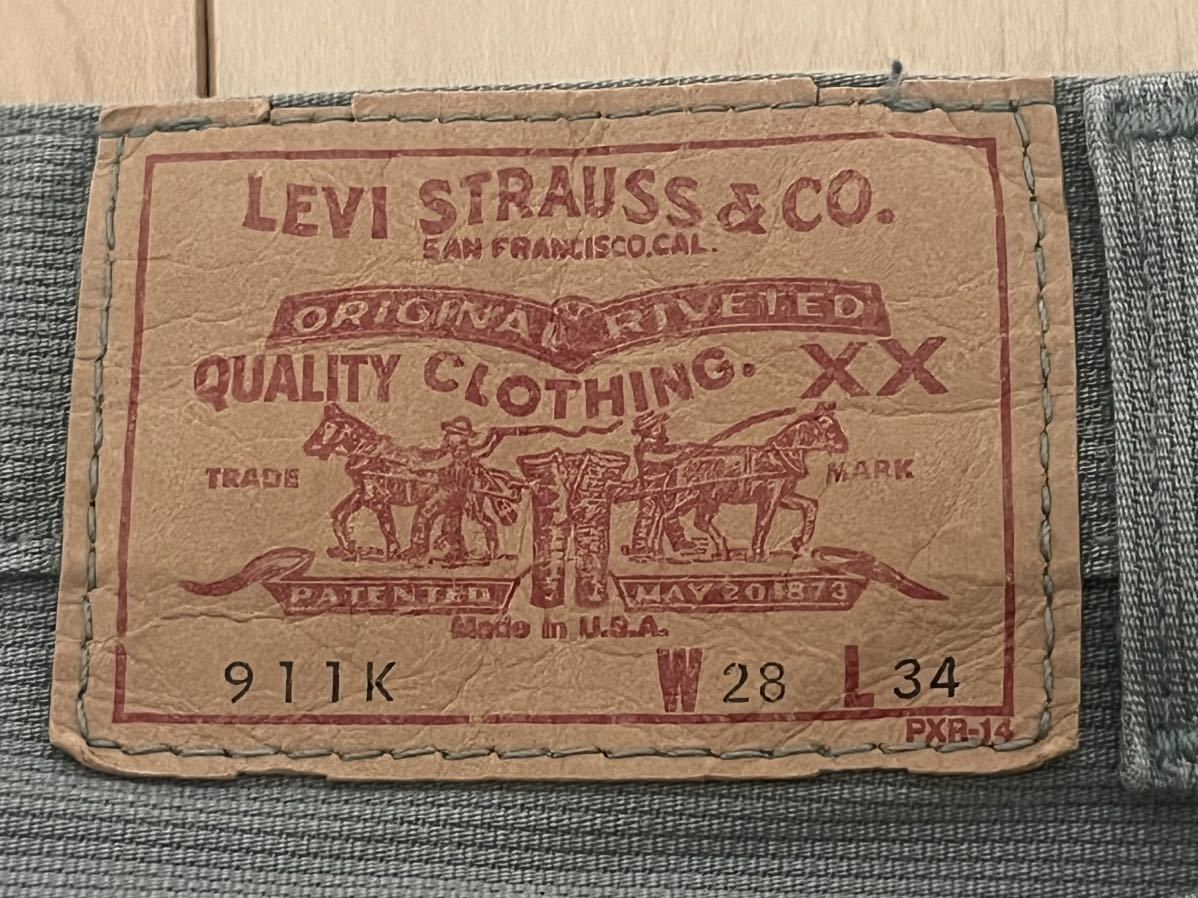 LEVI STRAUSS & CO.
SAN FRANCISCO, CAL.
ORIGINAL RIVETED
QUALITY CLOTHING. XX
TRADE MARK
PATENTED MAY 20 1873
Made in U.S.A.
911K W 28 L 34
PXR-14